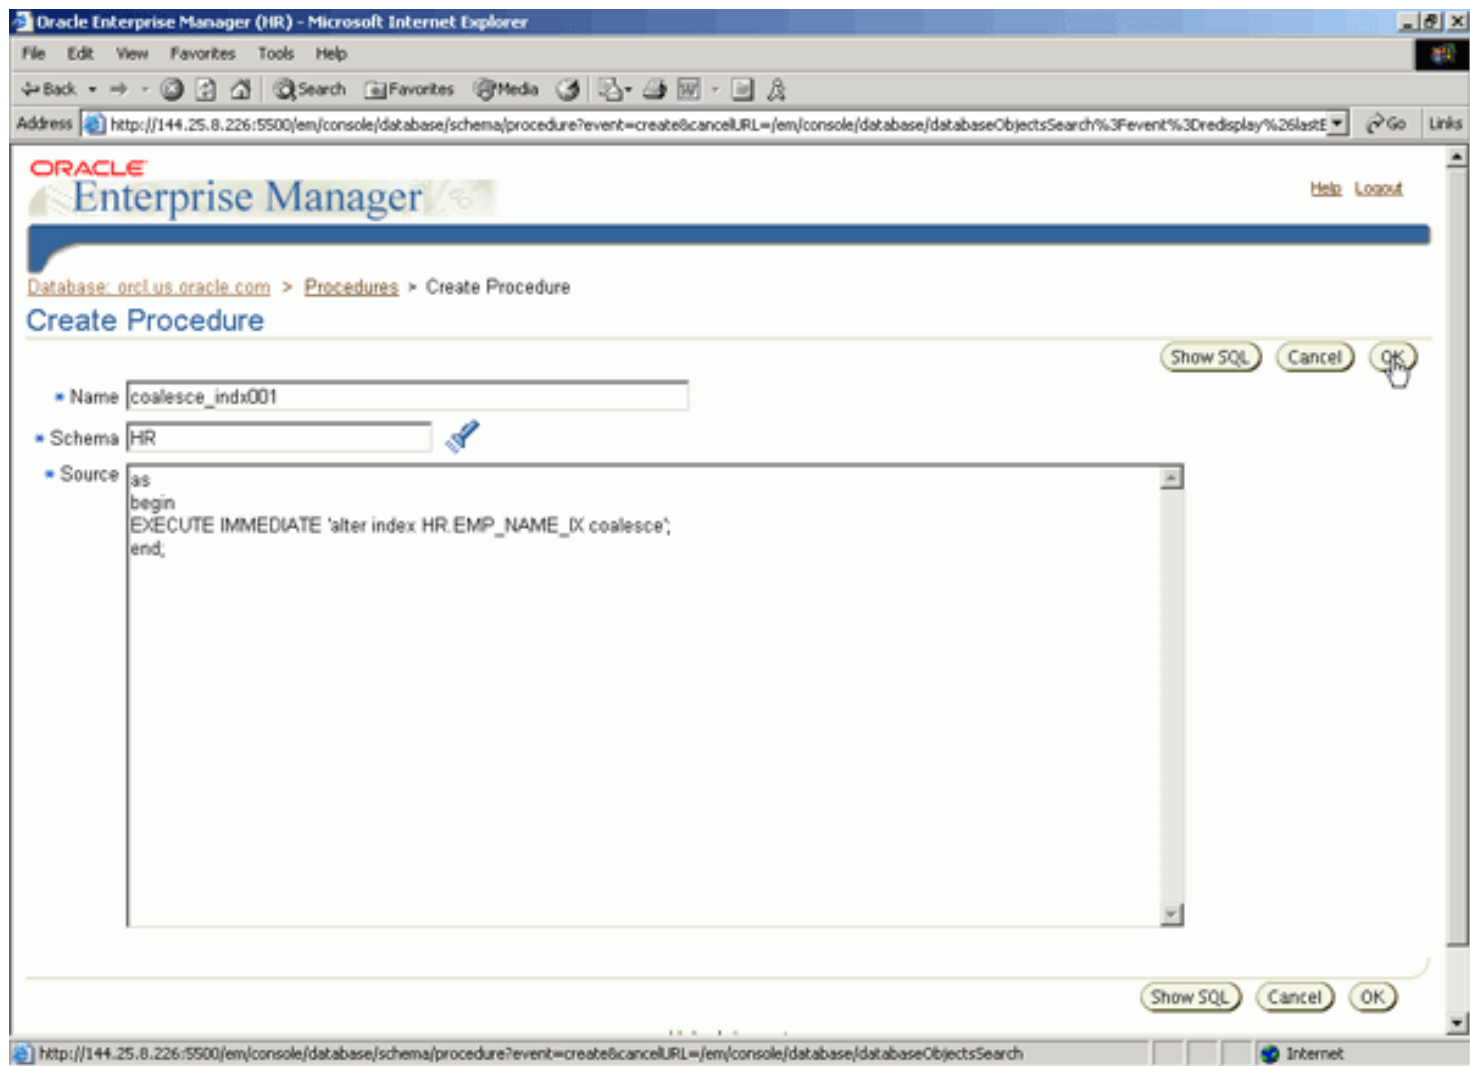 Oracle Enterprise Manager (HR) - Microsoft Internet Explorer
File Edit View Favorites Tools Help
Back Search Favorites Media
Address http://144.25.8.226:5500/em/console/database/schema/procedure?event=create&cancelURL=/em/console/database/databaseObjectsSearch%3Fevent%3Dredisplay%26lastE Go Links
ORACLE
Enterprise Manager
Help Logout
Database: orcl.us.oracle.com > Procedures > Create Procedure
Create Procedure
Show SQL Cancel OK
Name coalesce_indx001
Schema HR
Source as
begin
EXECUTE IMMEDIATE 'alter index HR.EMP_NAME_IX coalesce';
end;
Show SQL Cancel OK
http://144.25.8.226:5500/em/console/database/schema/procedure?event=create&cancelURL=/em/console/database/databaseObjectsSearch Internet